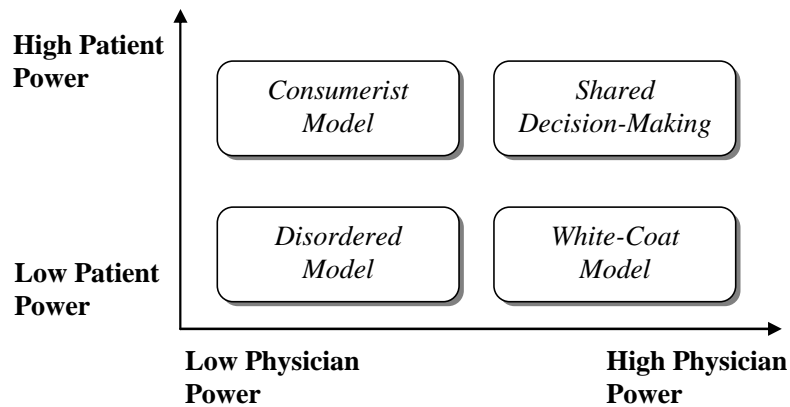 High Patient
Power
Consumerist
Model
Shared
Decision-Making
Disordered
Model
White-Coat
Model
Low Patient
Power
Low Physician
Power
High Physician
Power